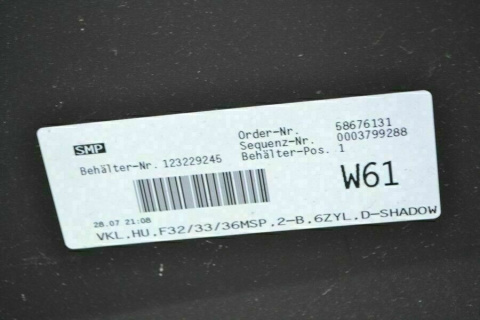 SMP
Order-Nr. 58676131
Sequenz-Nr. 0003799288
Behälter-Nr. 123229245 Behälter-Pos. 1
W61
28.07 21:08
VKL.HU.F32/33/36MSP.2-B.6ZYL.D-SHADOW